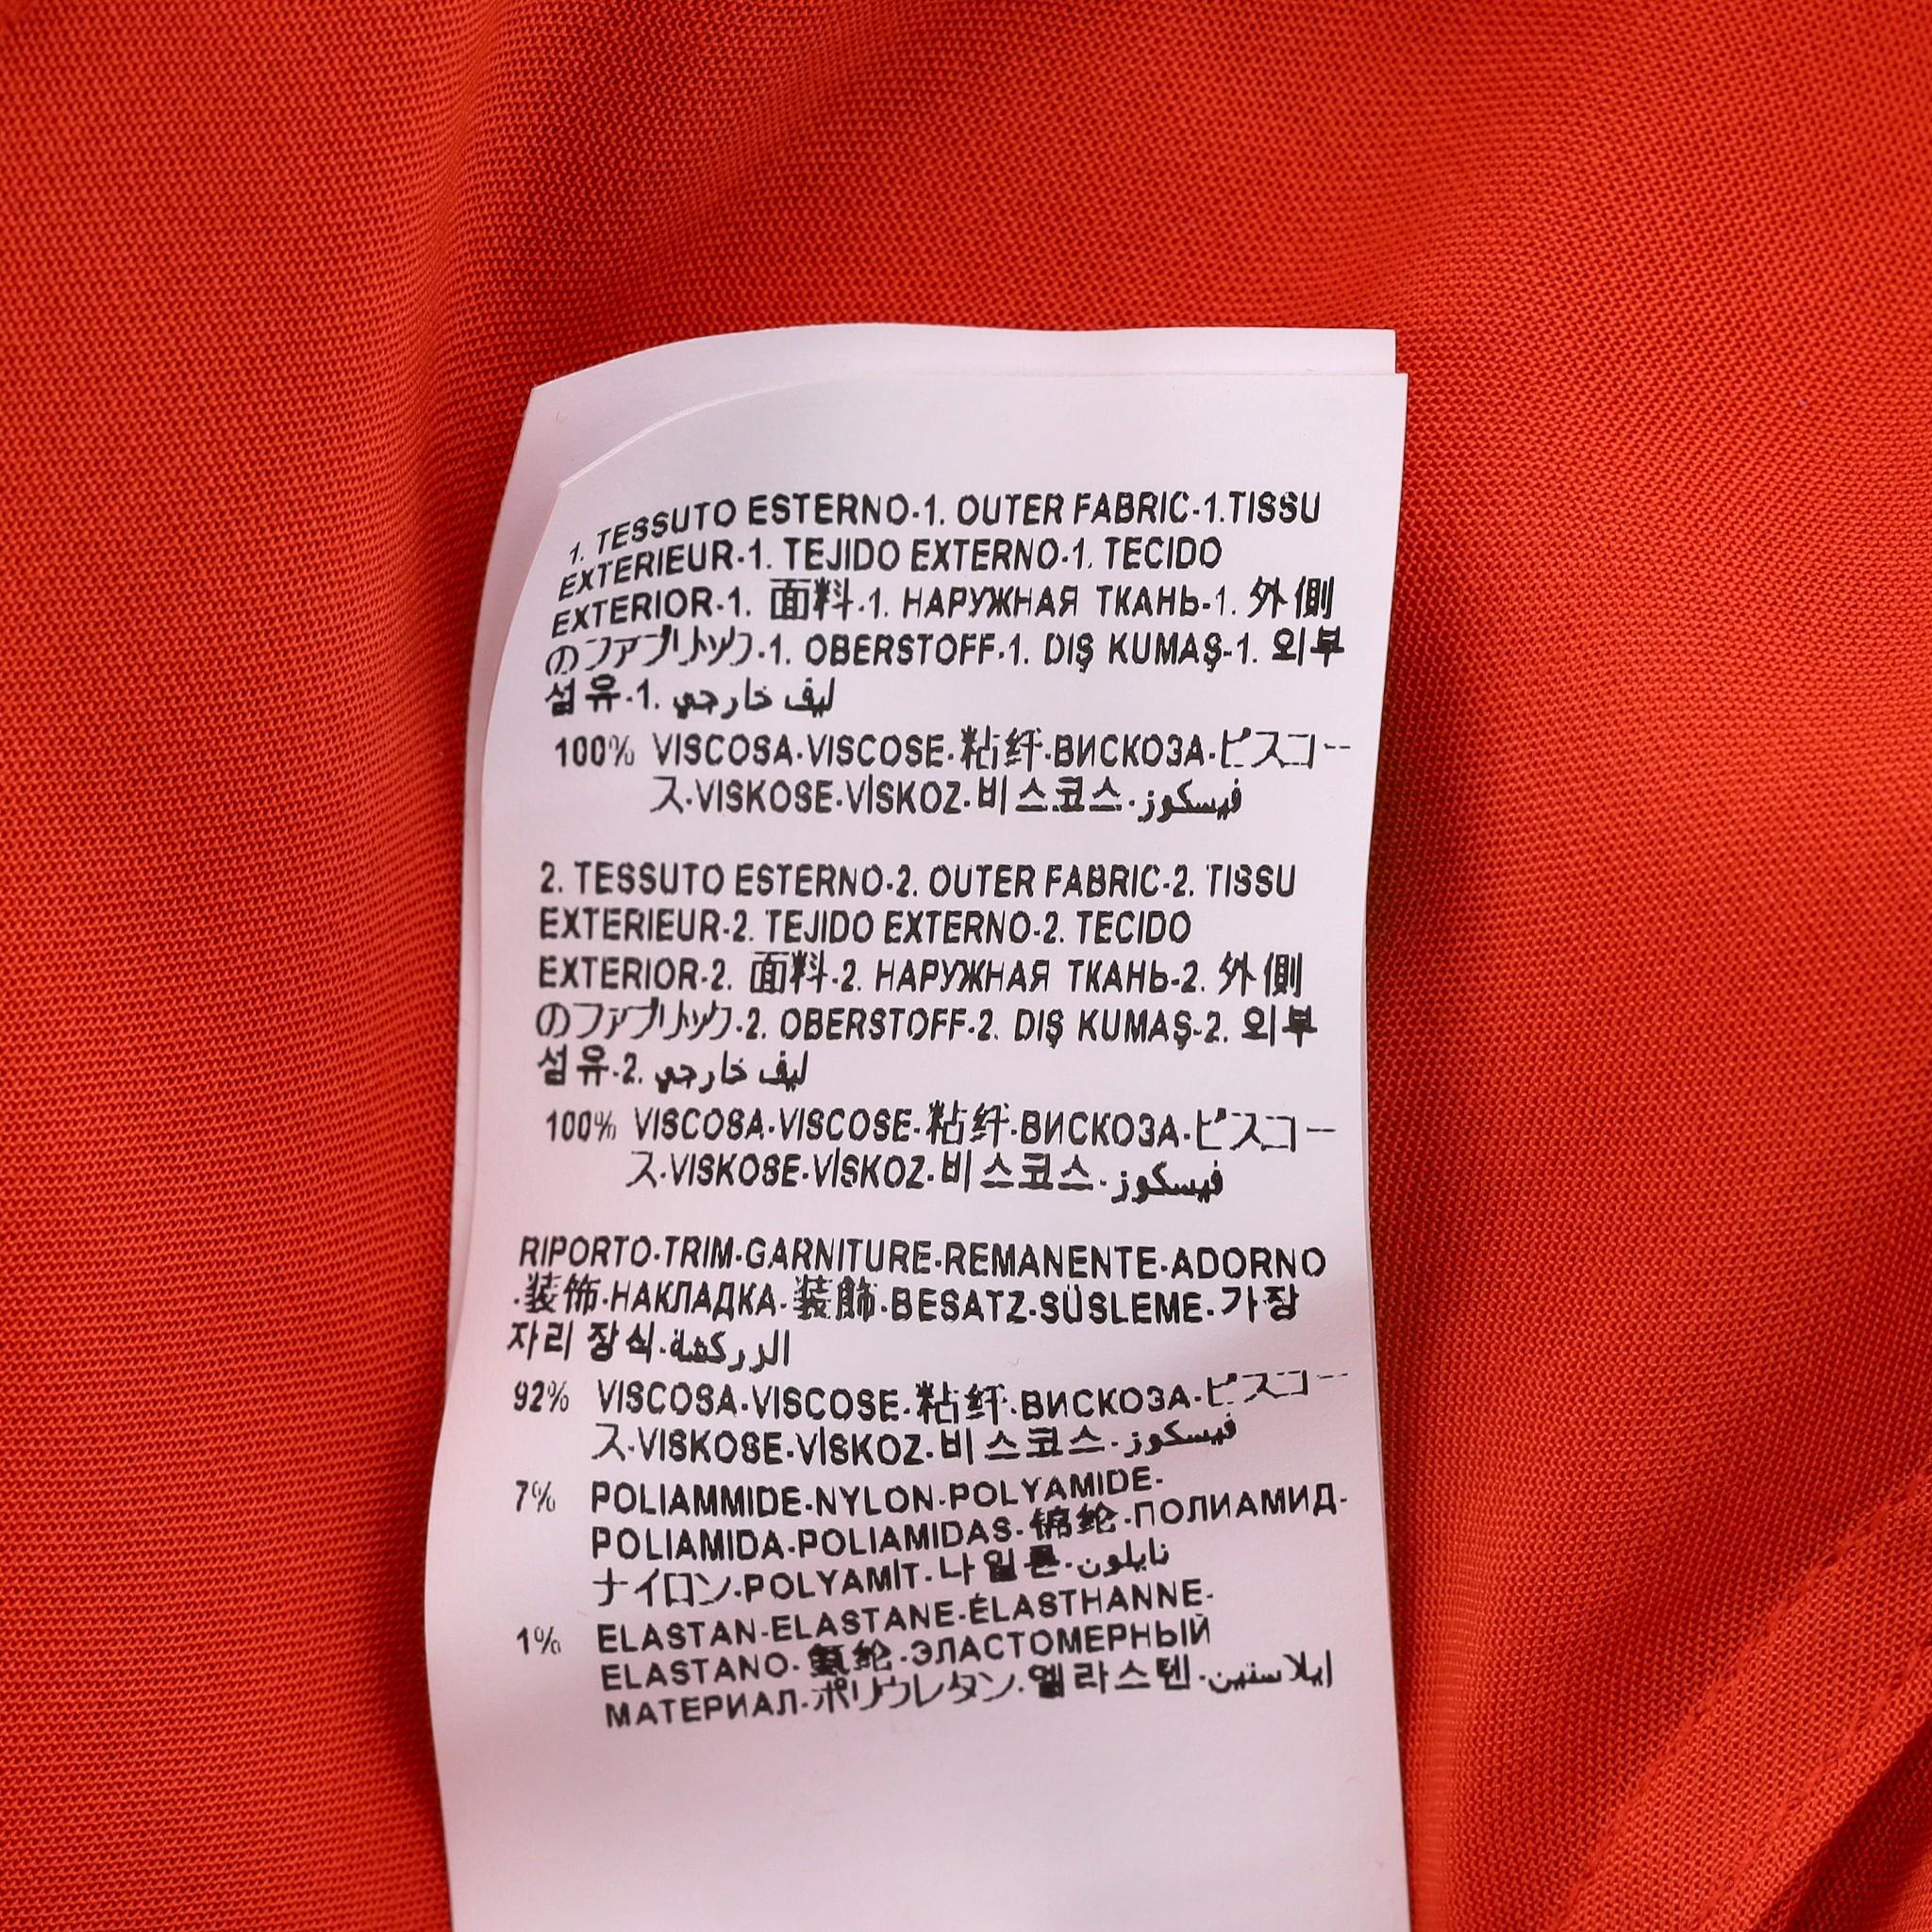 1. TESSUTO ESTERNO-1. OUTER FABRIC-1.TISSU
EXTERIEUR-1. TEJIDO EXTERNO-1. TECIDO
EXTERIOR-1. 面料-1. НАРУЖНАЯ ТКАНЬ-1. 外側
のファブリック-1. OBERSTOFF-1. DIŞ KUMAŞ-1. 외부
섬유-1. ليف خارجي
100% VISCOSA-VISCOSE-粘纤-ВИСКОЗА-ビスコー
ス-VISKOSE-VİSKOZ-비스코스-فيسكوز
2. TESSUTO ESTERNO-2. OUTER FABRIC-2. TISSU
EXTERIEUR-2. TEJIDO EXTERNO-2. TECIDO
EXTERIOR-2. 面料-2. НАРУЖНАЯ ТКАНЬ-2. 外側
のファブリック-2. OBERSTOFF-2. DIŞ KUMAŞ-2. 외부
섬유-2. ليف خارجي
100% VISCOSA-VISCOSE-粘纤-ВИСКОЗА-ビスコー
ス-VISKOSE-VİSKOZ-비스코스-فيسكوز
RIPORTO-TRIM-GARNITURE-REMANENTE-ADORNO
-装饰-НАКЛАДКА-装飾-BESATZ-SÜSLEME-가장
자리 장식-الزركشة
92% VISCOSA-VISCOSE-粘纤-ВИСКОЗА-ビスコー
ス-VISKOSE-VİSKOZ-비스코스-فيسكوز
7% POLIAMMIDE-NYLON-POLYAMIDE-
POLIAMIDA-POLIAMIDAS-锦纶-ПОЛИАМИД-
ナイロン-POLYAMİT-나일론-نايلون
1% ELASTAN-ELASTANE-ÉLASTHANNE-
ELASTANO-氨纶-ЭЛАСТОМЕРНЫЙ
МАТЕРИАЛ-ポリウレタン-엘라스텐-إيلاستين